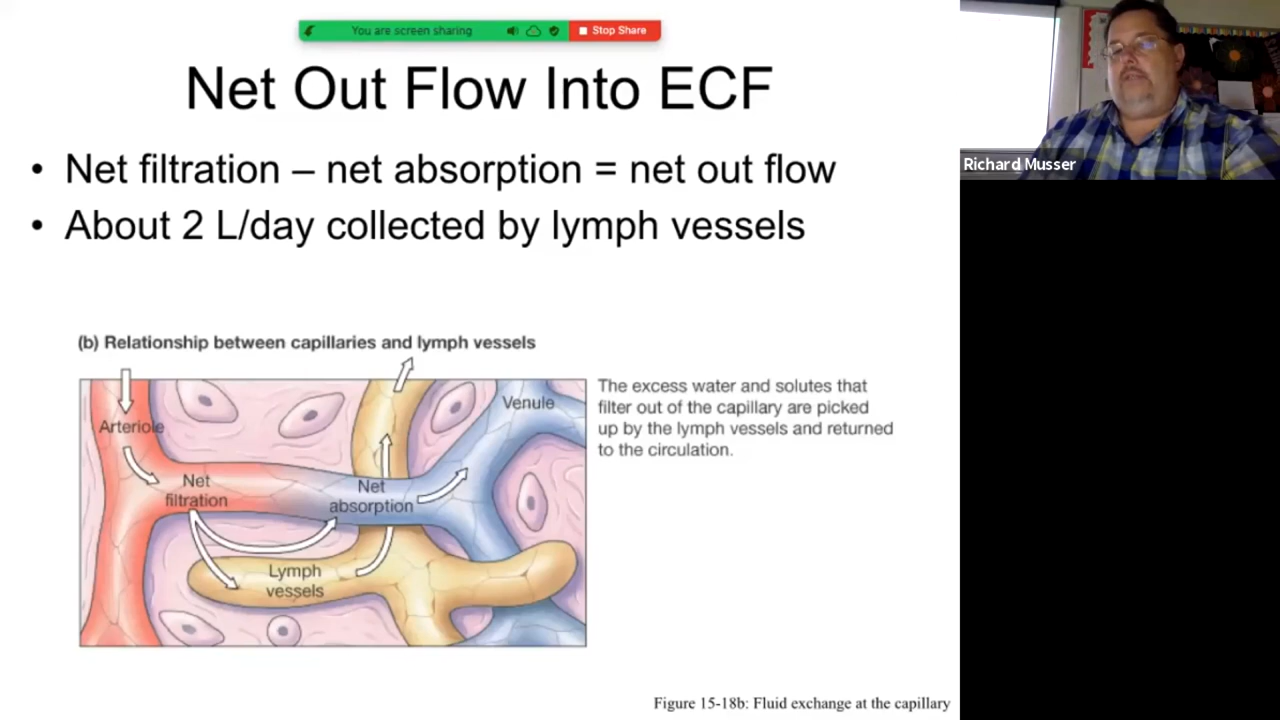 You are screen sharing
Stop Share
Net Out Flow Into ECF
• Net filtration – net absorption = net out flow
• About 2 L/day collected by lymph vessels
(b) Relationship between capillaries and lymph vessels
Arteriole
Net
filtration
Net
absorption
Venule
Lymph
vessels
The excess water and solutes that
filter out of the capillary are picked
up by the lymph vessels and returned
to the circulation.
Figure 15-18b: Fluid exchange at the capillary
Richard Musser